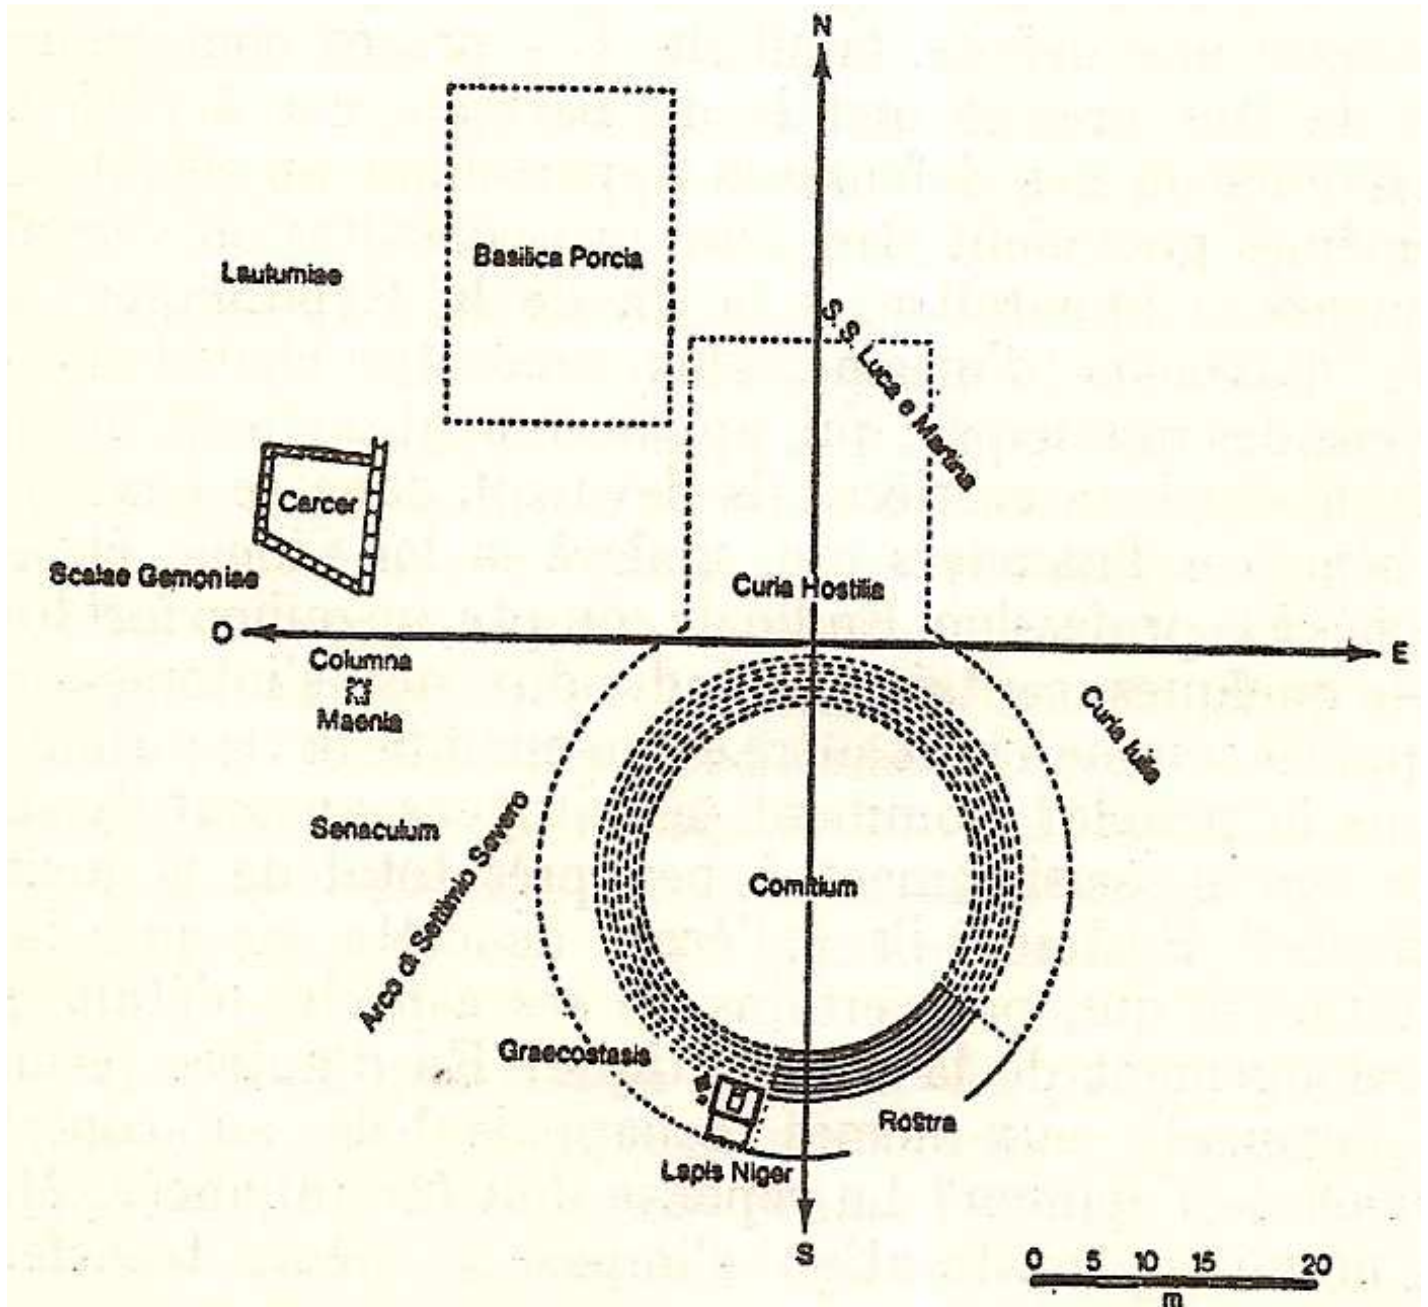 N
Basilica Porcia
Lautumiae
S. S. Luca e Martina
Carcer
Scalae Gemoniae
Curia Hostilia
O
E
Columna
Maenia
Curia Iulia
Senaculum
Arco di Settimio Severo
Comitium
Graecostasis
Rostra
Lapis Niger
S
0 5 10 15 20
m